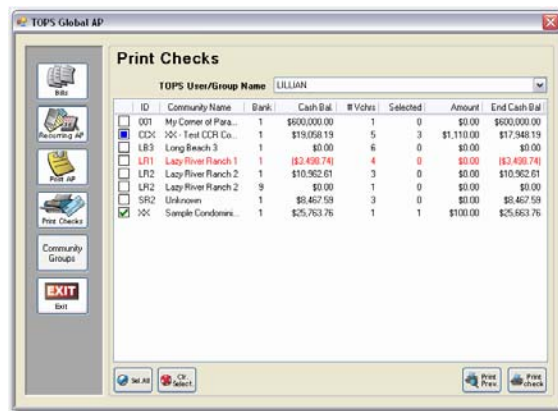 TOPS Global AP
Print Checks
TOPS User/Group Name LILLIAN
ID Community Name Bank Cash Bal. # Vchrs Selected Amount End Cash Bal
001 My Corner of Para... 1 $600,000.00 1 0 $0.00 $600,000.00
CCX XX - Test CCR Co... 1 $19,058.19 5 3 $1,110.00 $17,948.19
LB3 Long Beach 3 1 $0.00 6 0 $0.00 $0.00
LR1 Lazy River Ranch 1 1 ($3,498.74) 4 0 $0.00 ($3,498.74)
LR2 Lazy River Ranch 2 1 $10,962.61 3 0 $0.00 $10,962.61
LR2 Lazy River Ranch 2 9 $0.00 1 0 $0.00 $0.00
SR2 Unknown 1 $8,467.59 3 0 $0.00 $8,467.59
XX Sample Condomini... 1 $25,763.76 1 1 $100.00 $25,663.76
Bills
Recurring AP
Post AP
Print Checks
Community
Groups
EXIT
Exit
Sel. All
Clr.
Select.
Print
Prev.
Print
check